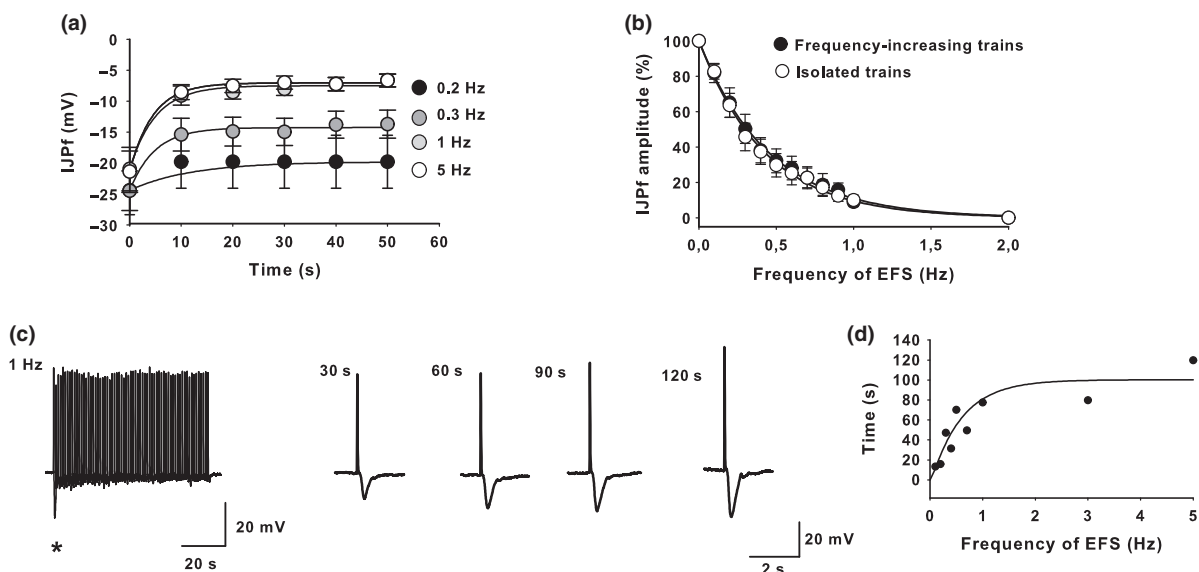 (a)
IJPf (mV)
0
–5
–10
–15
–20
–25
–30
0 10 20 30 40 50 60
Time (s)
0.2 Hz
0.3 Hz
1 Hz
5 Hz
(b)
IJPf amplitude (%)
100
80
60
40
20
0
0,0 0,5 1,0 1,5 2,0
Frequency of EFS (Hz)
Frequency-increasing trains
Isolated trains
(c)
1 Hz
*
20 mV
20 s
30 s
60 s
90 s
120 s
20 mV
2 s
(d)
Time (s)
140
120
100
80
60
40
20
0
0 1 3 4 5
Frequency of EFS (Hz)